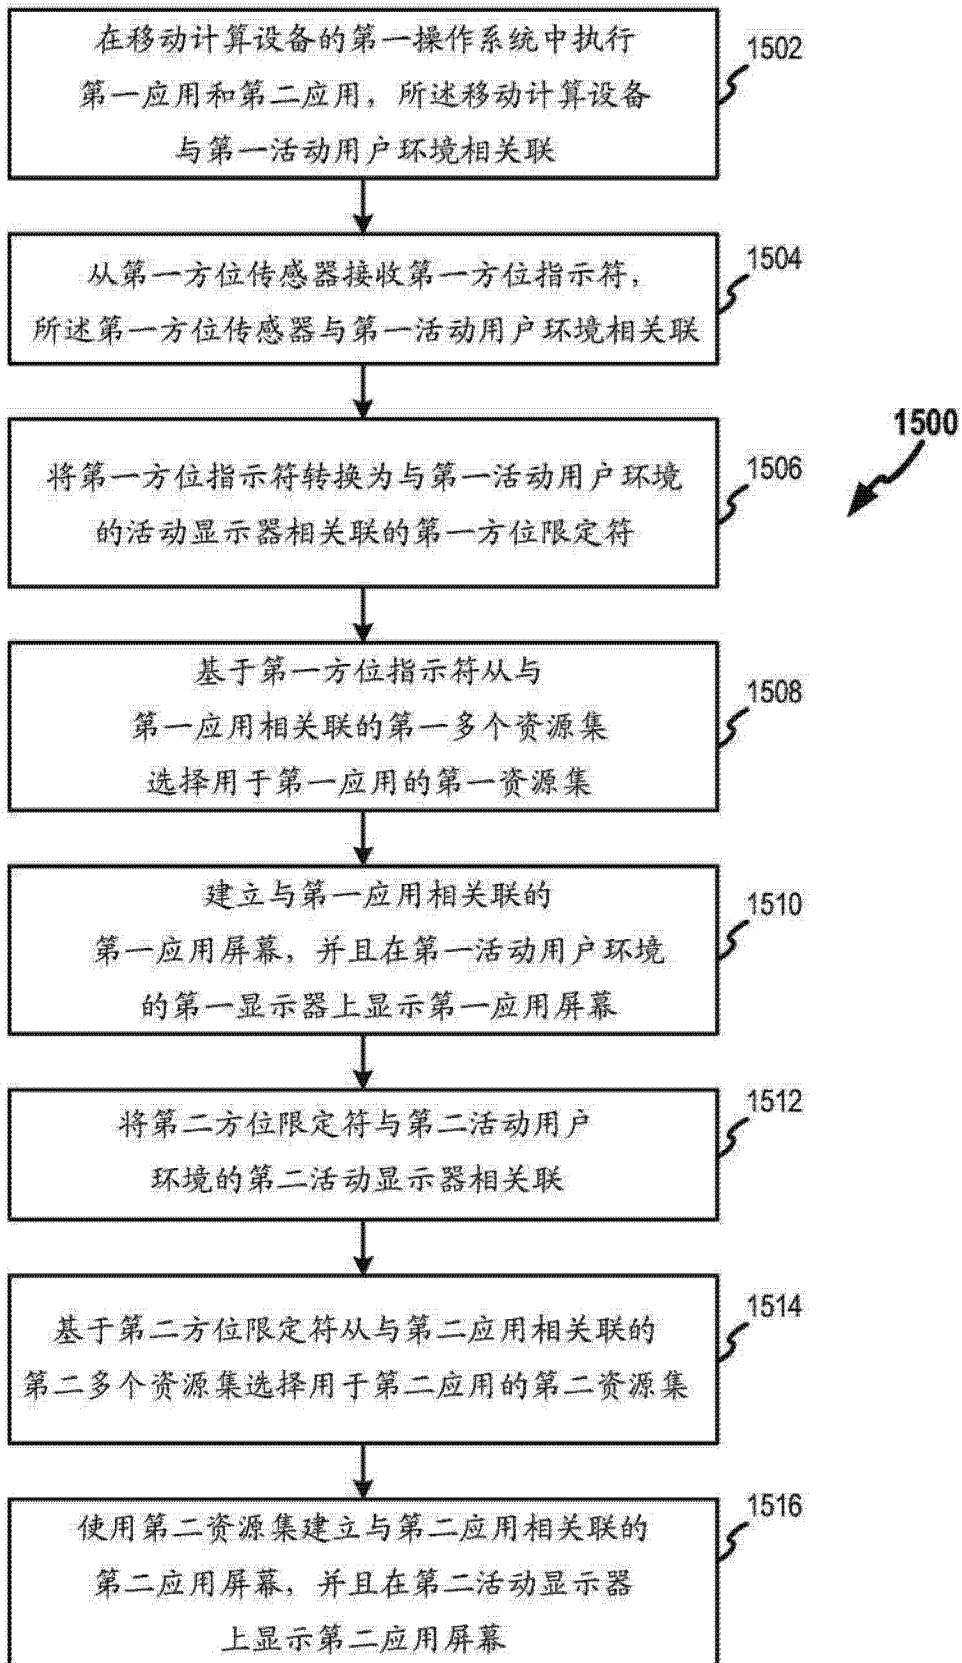 在移动计算设备的第一操作系统中执行
第一应用和第二应用，所述移动计算设备
与第一活动用户环境相关联
1502
从第一方位传感器接收第一方位指示符，
所述第一方位传感器与第一活动用户环境相关联
1504
1500
将第一方位指示符转换为与第一活动用户环境
的活动显示器相关联的第一方位限定符
1506
基于第一方位指示符从与
第一应用相关联的第一多个资源集
选择用于第一应用的第一资源集
1508
建立与第一应用相关联的
第一应用屏幕，并且在第一活动用户环境
的第一显示器上显示第一应用屏幕
1510
将第二方位限定符与第二活动用户
环境的第二活动显示器相关联
1512
基于第二方位限定符从与第二应用相关联的
第二多个资源集选择用于第二应用的第二资源集
1514
使用第二资源集建立与第二应用相关联的
第二应用屏幕，并且在第二活动显示器
上显示第二应用屏幕
1516